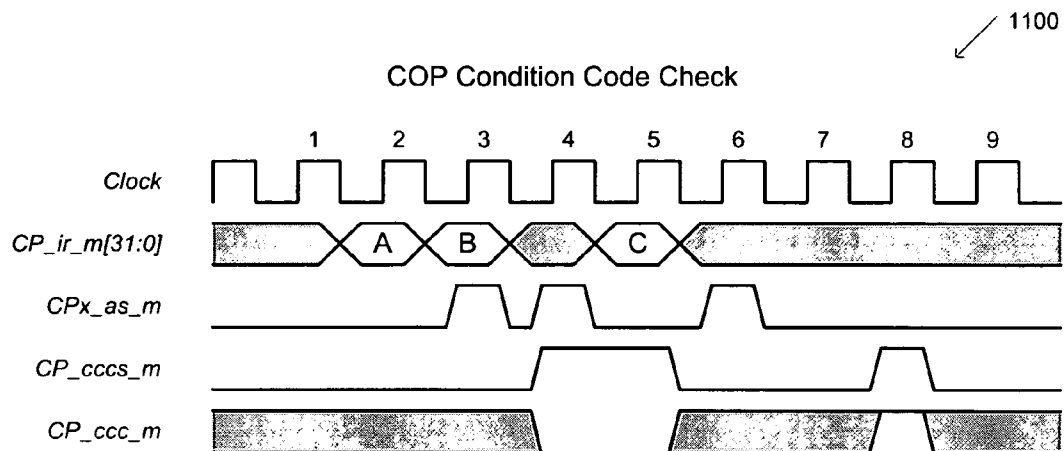 1100
COP Condition Code Check
1 2 3 4 5 6 7 8 9
Clock
CP_ir_m[31:0] A B C
CPx_as_m
CP_cccs_m
CP_ccc_m